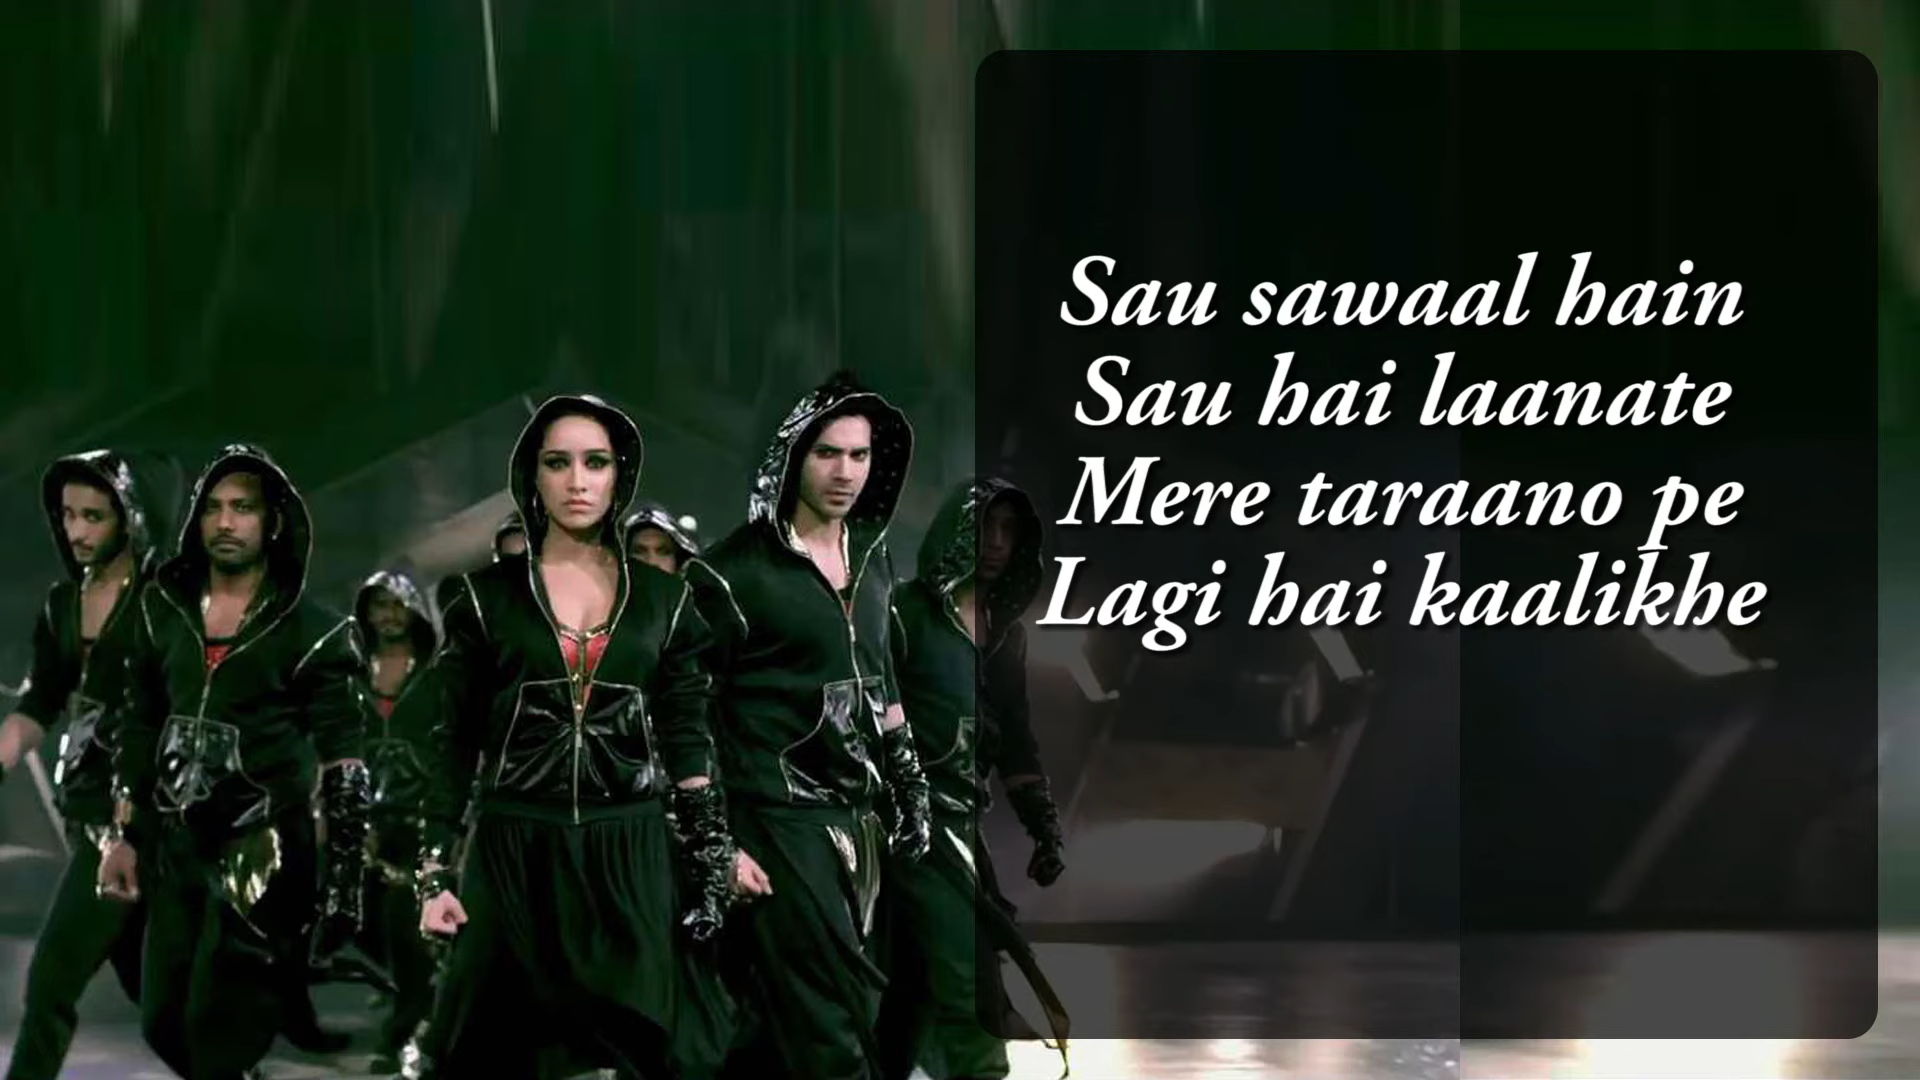 Sau sawaal hain
Sau hai laanate
Mere taraano pe
Lagi hai kaalikhe